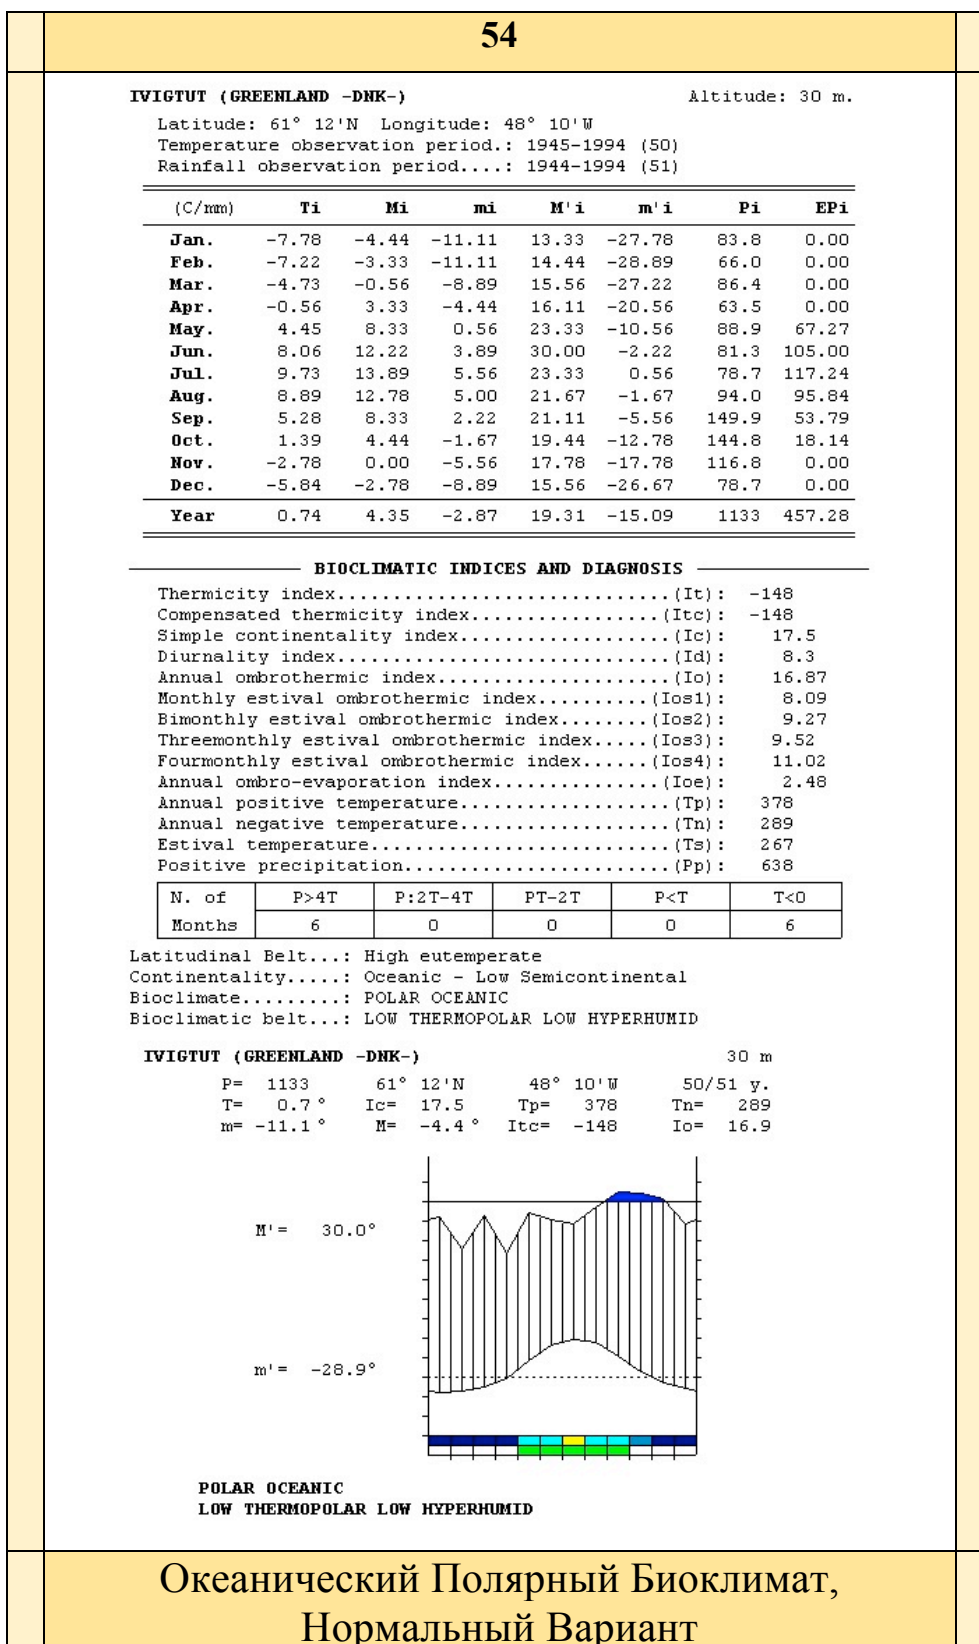 54
IVIGTUT (GREENLAND -DNK-) Altitude: 30 m.
Latitude: 61° 12'N Longitude: 48° 10'W
Temperature observation period.: 1945-1994 (50)
Rainfall observation period....: 1944-1994 (51)
(C/mm) Ti Mi mi M'i m'i Pi EPi
Jan. -7.78 -4.44 -11.11 13.33 -27.78 83.8 0.00
Feb. -7.22 -3.33 -11.11 14.44 -28.89 66.0 0.00
Mar. -4.73 -0.56 -8.89 15.56 -27.22 86.4 0.00
Apr. -0.56 3.33 -4.44 16.11 -20.56 63.5 0.00
May. 4.45 8.33 0.56 23.33 -10.56 88.9 67.27
Jun. 8.06 12.22 3.89 30.00 -2.22 81.3 105.00
Jul. 9.73 13.89 5.56 23.33 0.56 78.7 117.24
Aug. 8.89 12.78 5.00 21.67 -1.67 94.0 95.84
Sep. 5.28 8.33 2.22 21.11 -5.56 149.9 53.79
Oct. 1.39 4.44 -1.67 19.44 -12.78 144.8 18.14
Nov. -2.78 0.00 -5.56 17.78 -17.78 116.8 0.00
Dec. -5.84 -2.78 -8.89 15.56 -26.67 78.7 0.00
Year 0.74 4.35 -2.87 19.31 -15.09 1133 457.28
BIOCLIMATIC INDICES AND DIAGNOSIS
Thermicity index..............................(It): -148
Compensated thermicity index.................(Itc): -148
Simple continentality index...................(Ic): 17.5
Diurnality index..............................(Id): 8.3
Annual ombrothermic index.....................(Io): 16.87
Monthly estival ombrothermic index..........(Ios1): 8.09
Bimonthly estival ombrothermic index........(Ios2): 9.27
Threemonthly estival ombrothermic index.....(Ios3): 9.52
Fourmonthly estival ombrothermic index......(Ios4): 11.02
Annual ombro-evaporation index...............(Ioe): 2.48
Annual positive temperature...................(Tp): 378
Annual negative temperature...................(Tn): 289
Estival temperature...........................(Ts): 267
Positive precipitation........................(Pp): 638
N. of P>4T P:2T-4T PT-2T P<T T<0
Months 6 0 0 0 6
Latitudinal Belt...: High eutemperate
Continentality.....: Oceanic - Low Semicontinental
Bioclimate.........: POLAR OCEANIC
Bioclimatic belt...: LOW THERMOPOLAR LOW HYPERHUMID
IVIGTUT (GREENLAND -DNK-) 30 m
P= 1133 61° 12'N 48° 10'W 50/51 y.
T= 0.7° Ic= 17.5 Tp= 378 Tn= 289
m= -11.1° M= -4.4° Itc= -148 Io= 16.9
M'= 30.0°
m'= -28.9°
POLAR OCEANIC
LOW THERMOPOLAR LOW HYPERHUMID
Океанический Полярный Биоклимат,
Нормальный Вариант